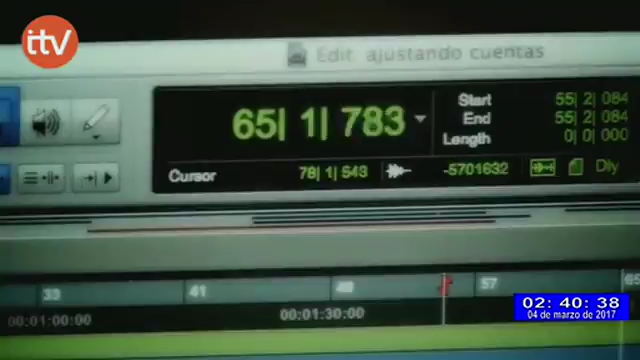 itv
Edit: ajustando cuentas
65| 1| 783
Start 55| 2| 084
End 55| 2| 084
Length 0| 0| 000
Cursor 78| 1| 543 -5701632 Dly
33 41 49 57 65
00:01:00:00 00:01:30:00
02: 40: 38
04 de marzo de 2017